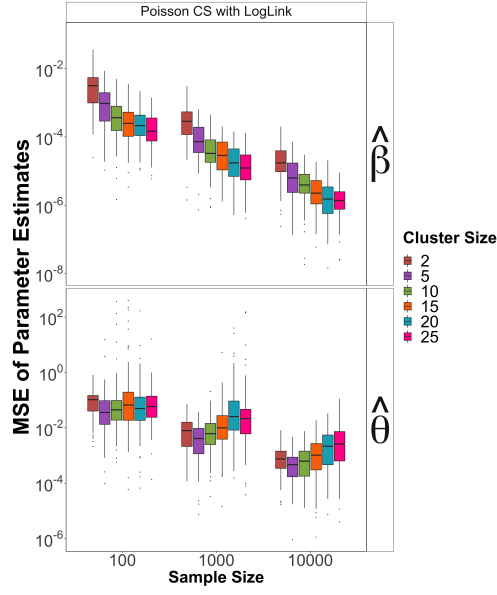 Poisson CS with LogLink
MSE of Parameter Estimates
10^-2
10^-4
10^-6
10^-8
β̂
10^2
10^0
10^-2
10^-4
10^-6
θ̂
100 1000 10000
Sample Size
Cluster Size
2
5
10
15
20
25